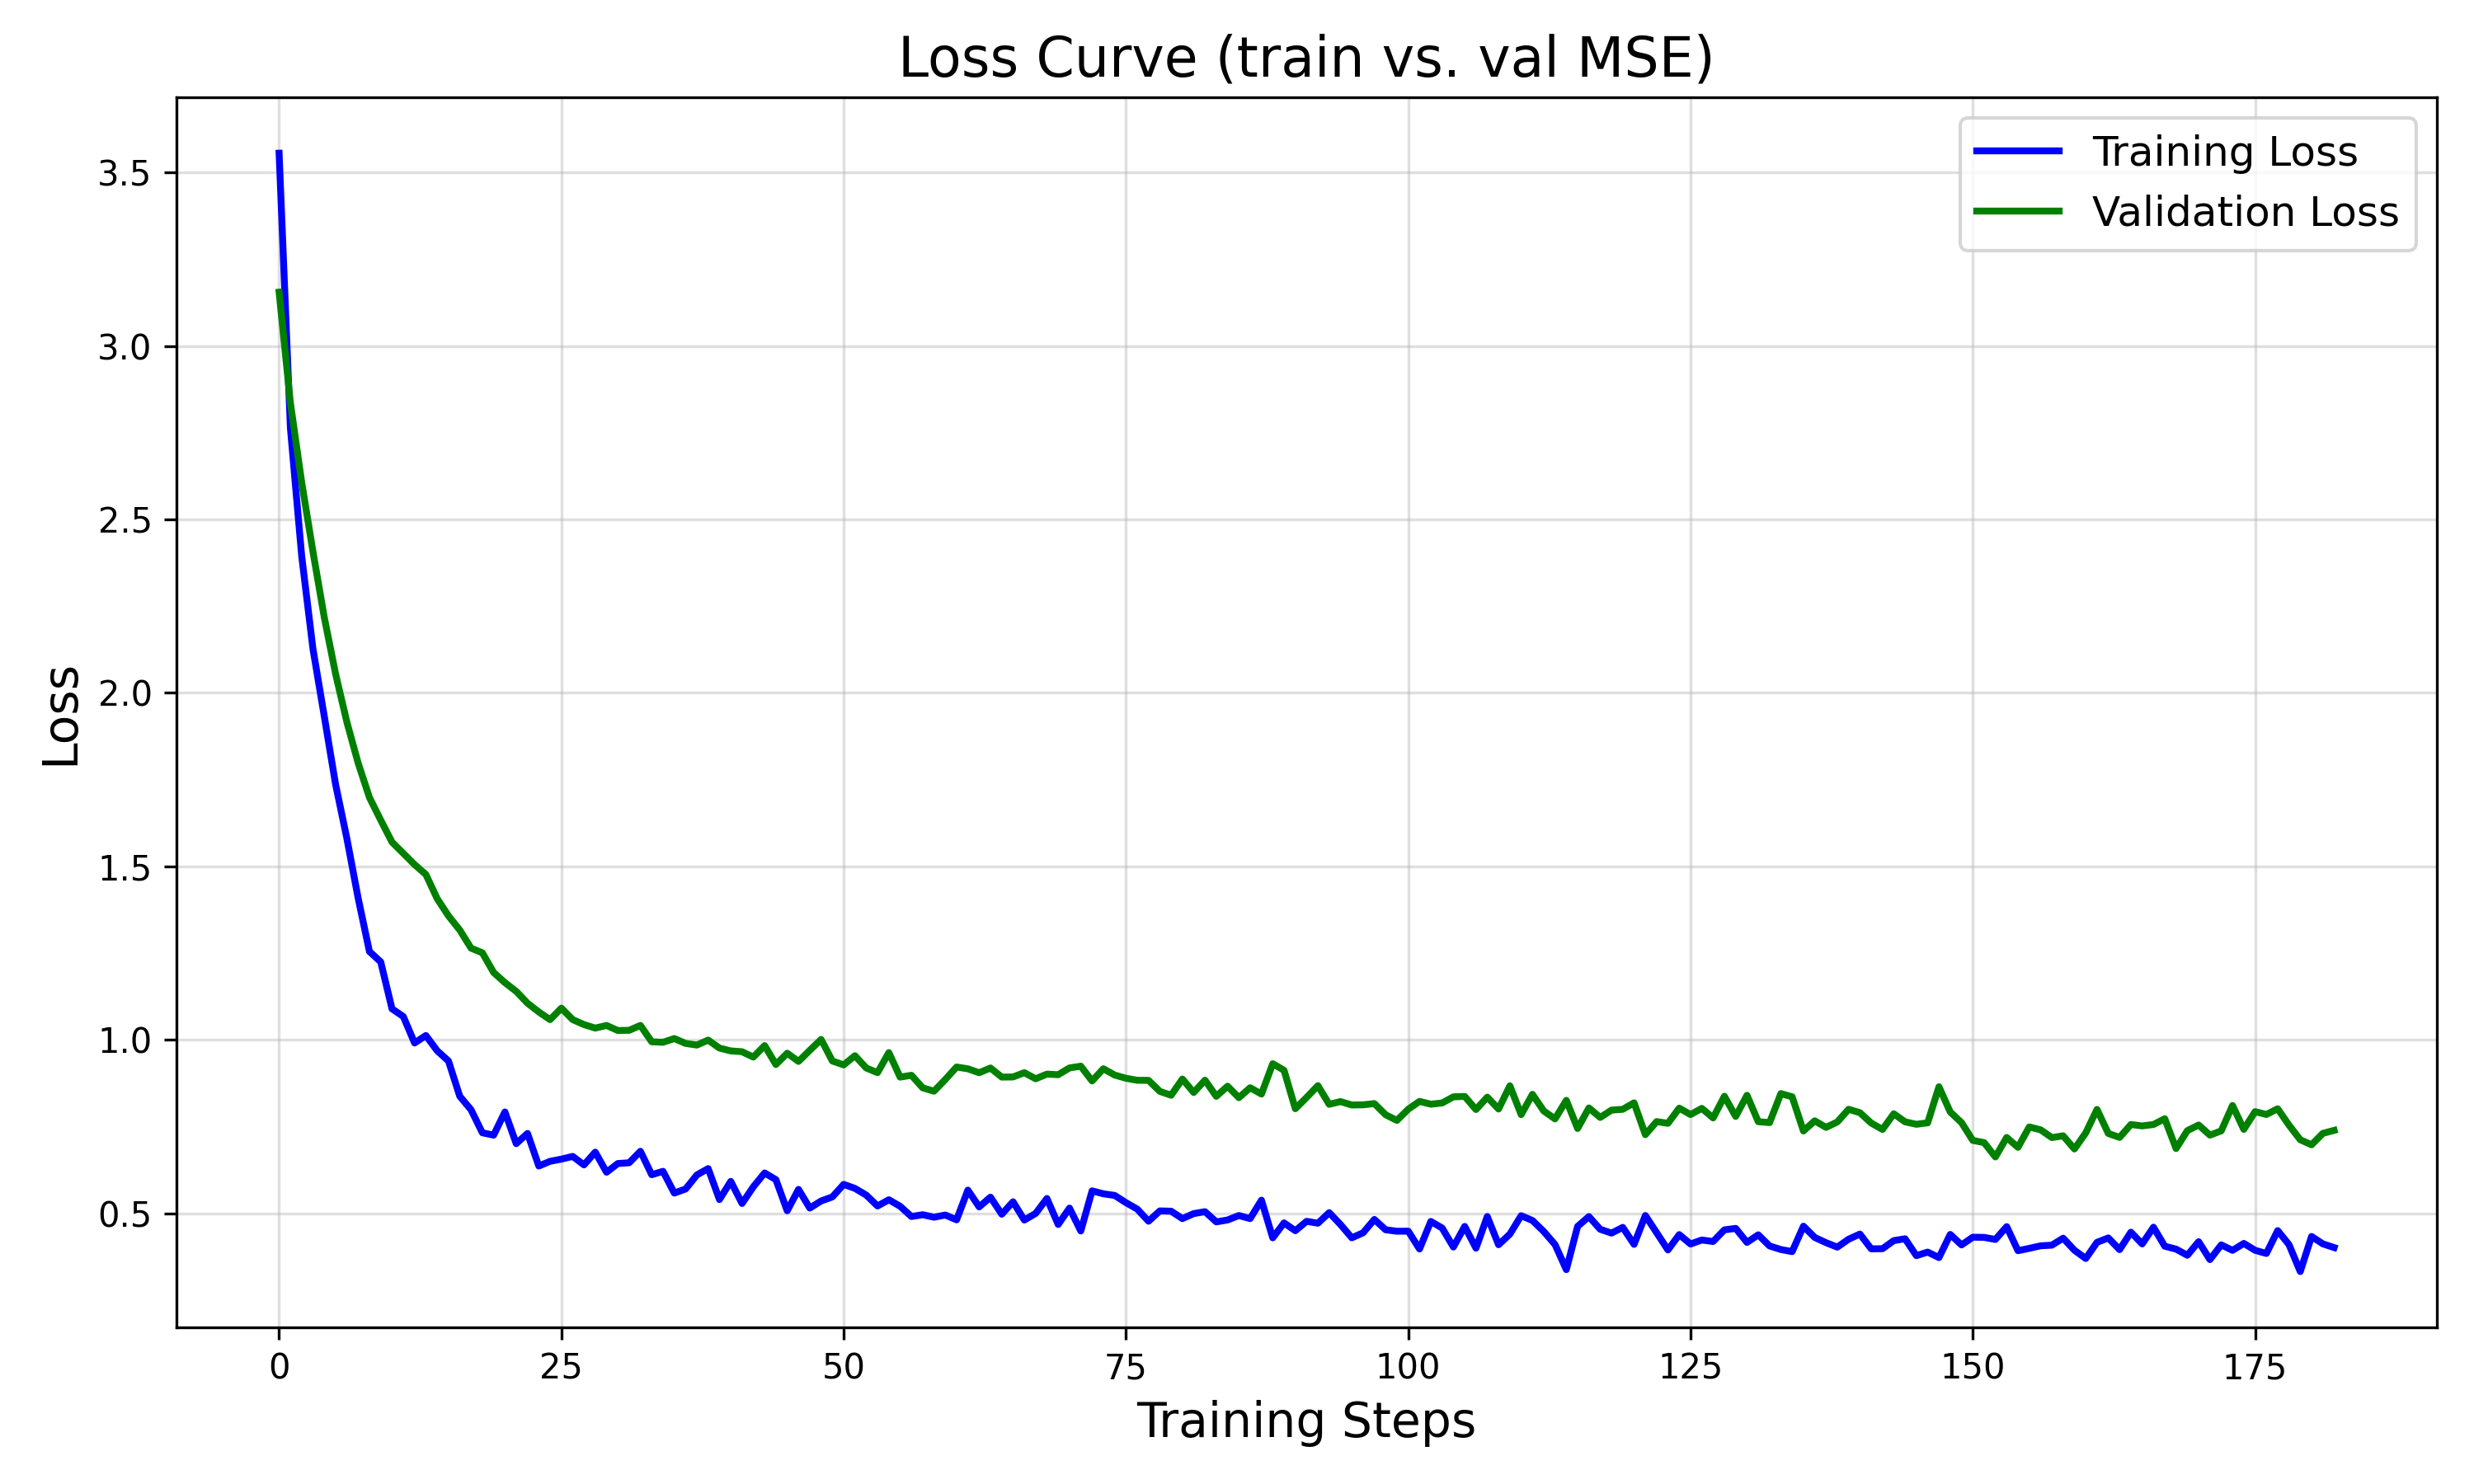 Loss Curve (train vs. val MSE)
Training Loss
Validation Loss
3.5
3.0
2.5
2.0
1.5
1.0
0.5
Loss
0 25 50 75 100 125 150 175
Training Steps